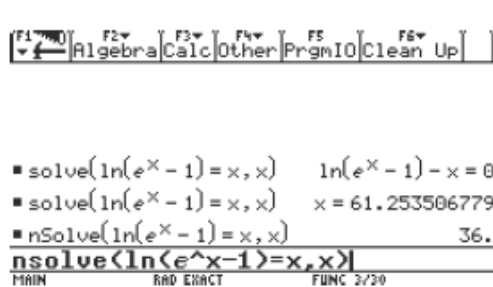 F1 F2 F3 F4 F5 F6
Algebra Calc Other PrgmIO Clean Up
▪ solve(ln(e^x − 1) = x, x) ln(e^x − 1) − x = 0
▪ solve(ln(e^x − 1) = x, x) x = 61.253506779
▪ nSolve(ln(e^x − 1) = x, x) 36.
nsolve(ln(e^x-1)=x,x)
MAIN RAD EXACT FUNC 3/30